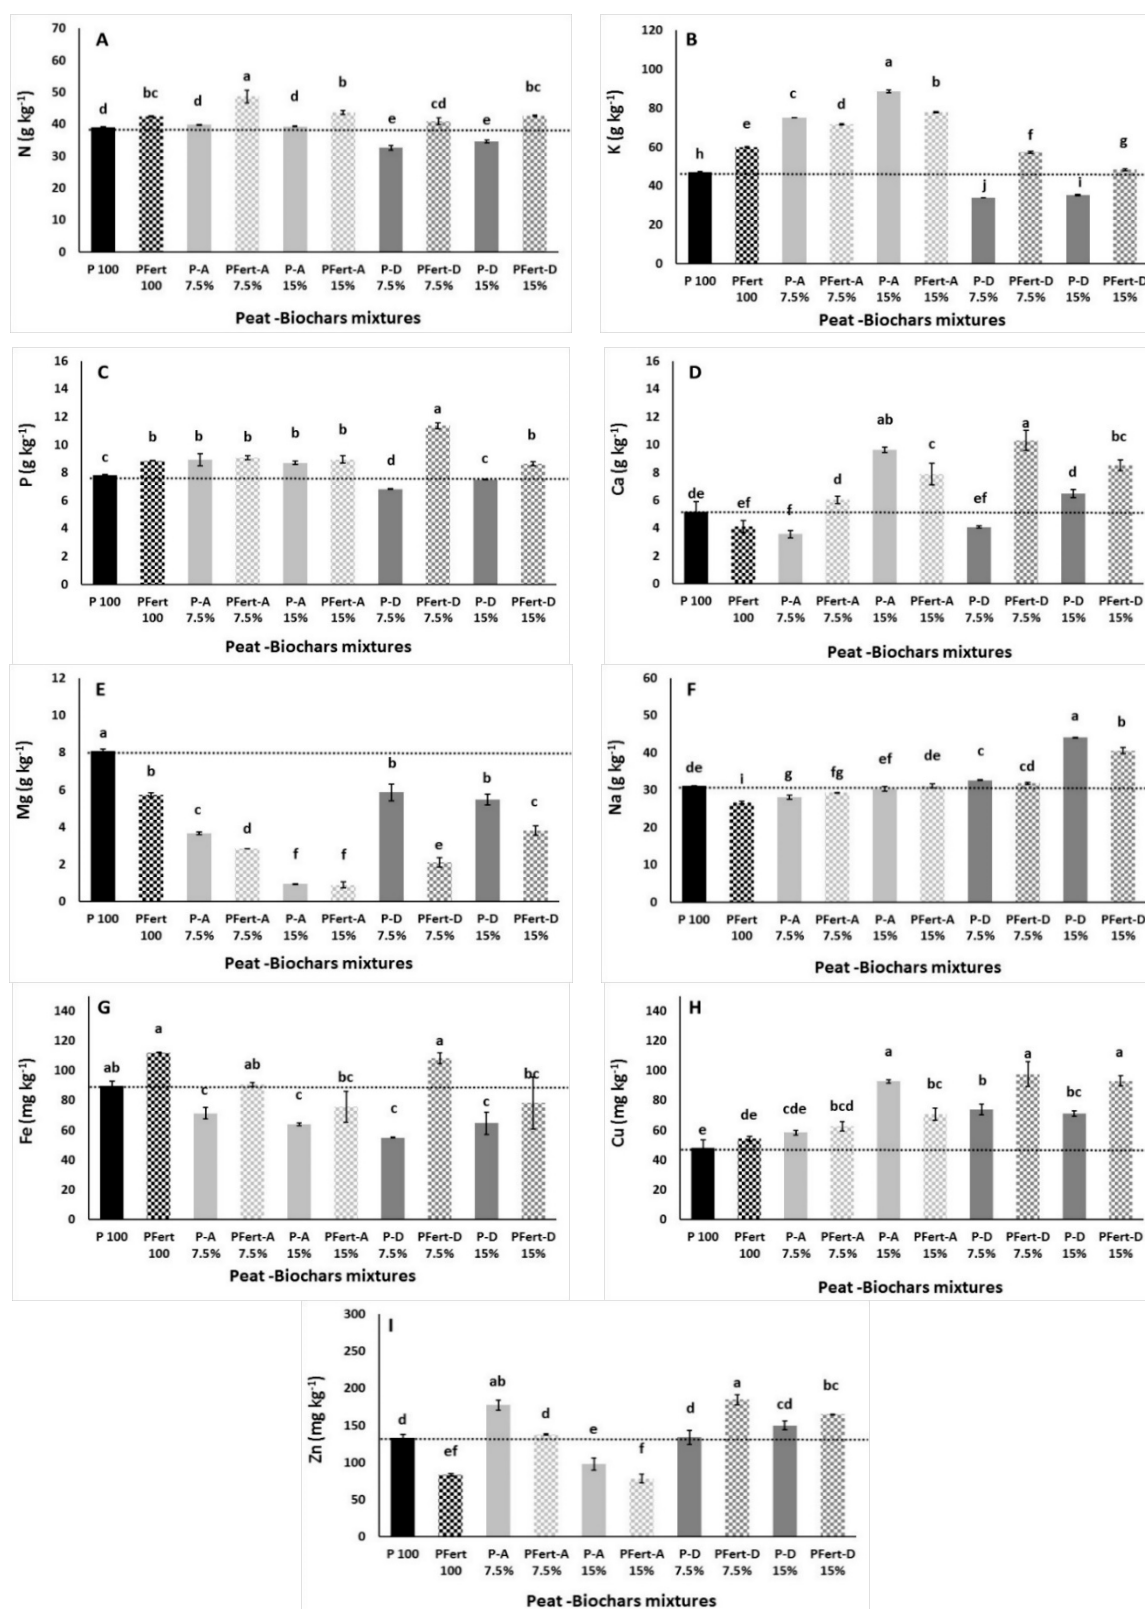 A
N (g kg⁻¹)
70
60
50
40
30
20
10
0
d bc d a d b e cd e bc
P 100 PFert P-A PFert-A P-A PFert-A P-D PFert-D P-D PFert-D
100 7.5% 7.5% 15% 15% 7.5% 7.5% 15% 15%
Peat -Biochars mixtures
B
K (g kg⁻¹)
120
100
80
60
40
20
0
h e c d a b j f i g
P 100 PFert P-A PFert-A P-A PFert-A P-D PFert-D P-D PFert-D
100 7.5% 7.5% 15% 15% 7.5% 7.5% 15% 15%
Peat -Biochars mixtures
C
P (g kg⁻¹)
16
14
12
10
8
6
4
2
0
c b b b b b d a c b
P 100 PFert P-A PFert-A P-A PFert-A P-D PFert-D P-D PFert-D
100 7.5% 7.5% 15% 15% 7.5% 7.5% 15% 15%
Peat -Biochars mixtures
D
Ca (g kg⁻¹)
16
14
12
10
8
6
4
2
0
de ef f d ab c ef a d bc
P 100 PFert P-A PFert-A P-A PFert-A P-D PFert-D P-D PFert-D
100 7.5% 7.5% 15% 15% 7.5% 7.5% 15% 15%
Peat -Biochars mixtures
E
Mg (g kg⁻¹)
12
10
8
6
4
2
0
a b c d f f b e b c
P 100 PFert P-A PFert-A P-A PFert-A P-D PFert-D P-D PFert-D
100 7.5% 7.5% 15% 15% 7.5% 7.5% 15% 15%
Peat -Biochars mixtures
F
Na (g kg⁻¹)
60
50
40
30
20
10
0
de i g fg ef de c cd a b
P 100 PFert P-A PFert-A P-A PFert-A P-D PFert-D P-D PFert-D
100 7.5% 7.5% 15% 15% 7.5% 7.5% 15% 15%
Peat -Biochars mixtures
G
Fe (mg kg⁻¹)
140
120
100
80
60
40
20
0
ab a c ab c bc c a c bc
P 100 PFert P-A PFert-A P-A PFert-A P-D PFert-D P-D PFert-D
100 7.5% 7.5% 15% 15% 7.5% 7.5% 15% 15%
Peat -Biochars mixtures
H
Cu (mg kg⁻¹)
140
120
100
80
60
40
20
0
e de cde bcd a bc b a bc a
P 100 PFert P-A PFert-A P-A PFert-A P-D PFert-D P-D PFert-D
100 7.5% 7.5% 15% 15% 7.5% 7.5% 15% 15%
Peat -Biochars mixtures
I
Zn (mg kg⁻¹)
300
250
200
150
100
50
0
d ef ab d e f d a cd bc
P 100 PFert P-A PFert-A P-A PFert-A P-D PFert-D P-D PFert-D
100 7.5% 7.5% 15% 15% 7.5% 7.5% 15% 15%
Peat -Biochars mixtures